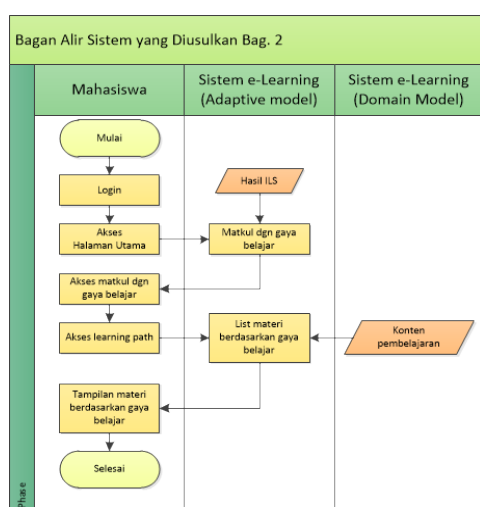 Bagan Alir Sistem yang Diusulkan Bag. 2
Mahasiswa
Sistem e-Learning
(Adaptive model)
Sistem e-Learning
(Domain Model)
Mulai
Login
Hasil ILS
Akses
Halaman Utama
Matkul dgn gaya
belajar
Akses matkul dgn
gaya belajar
Akses learning path
List materi
berdasarkan gaya
belajar
Konten
pembelajaran
Tampilan materi
berdasarkan gaya
belajar
Selesai
Phase